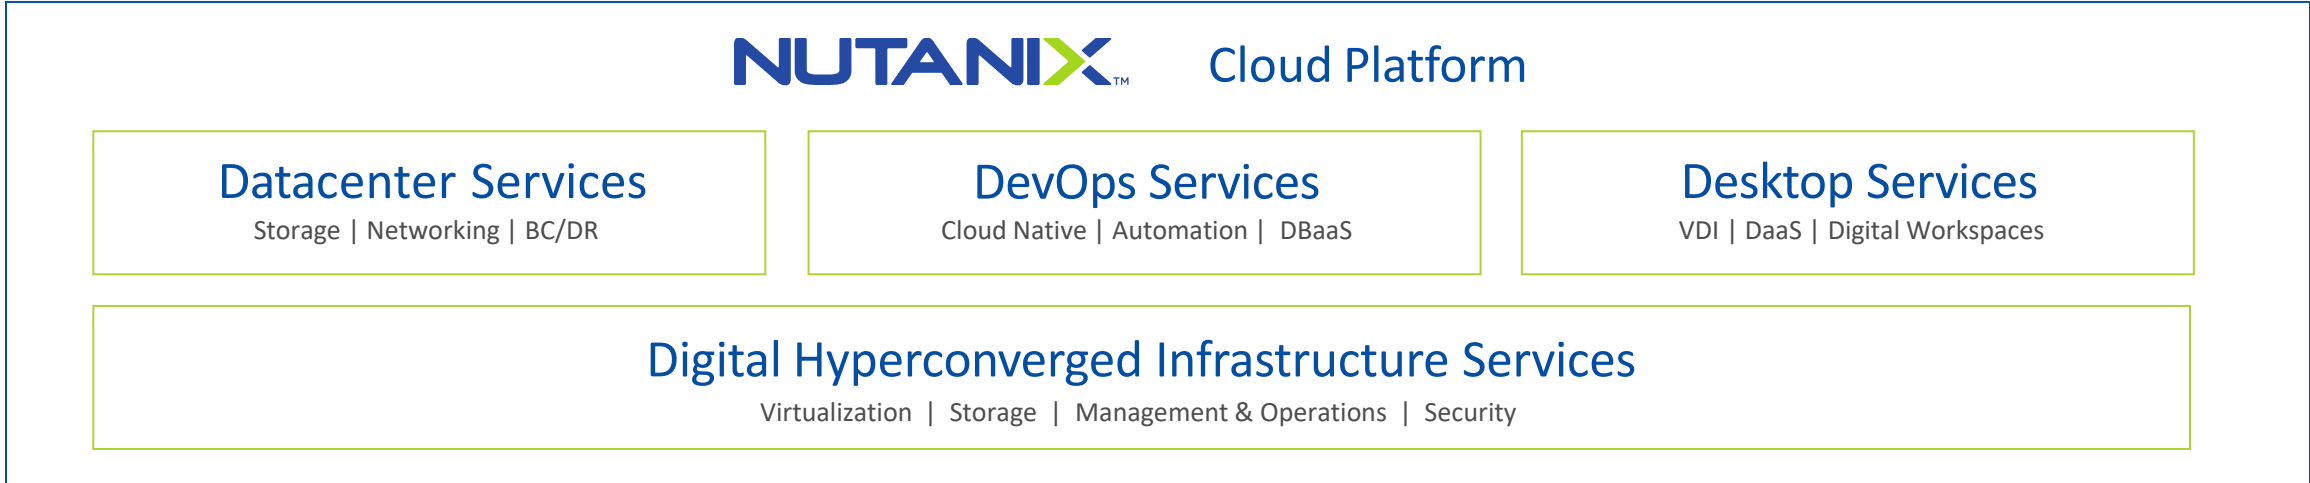 NUTANIX™ Cloud Platform
Datacenter Services
Storage | Networking | BC/DR
DevOps Services
Cloud Native | Automation | DBaaS
Desktop Services
VDI | DaaS | Digital Workspaces
Digital Hyperconverged Infrastructure Services
Virtualization | Storage | Management & Operations | Security